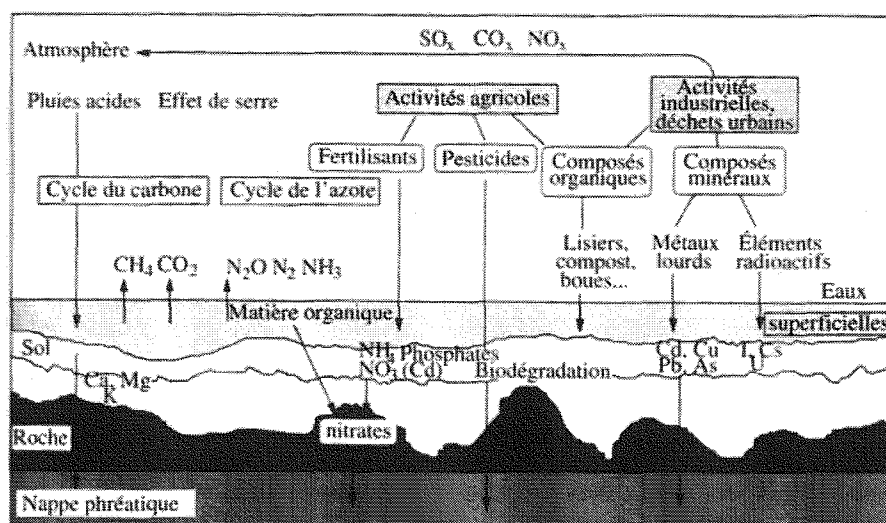 SOx COx NOx
Atmosphère
Pluies acides Effet de serre
Activités agricoles
Activités
industrielles,
déchets urbains
Fertilisants
Pesticides
Composés
organiques
Composés
minéraux
Cycle du carbone
Cycle de l'azote
Lisiers,
compost,
boues...
Métaux
lourds
Éléments
radioactifs
CH4 CO2
N2O N2 NH3
Eaux
superficielles
Matière organique
Sol
NH4 Phosphates
NO3 (Cd)
Biodégradation
Cd, Cu
Pb, As
I, Cs
U
Ca, Mg
K
nitrates
Roche
Nappe phréatique